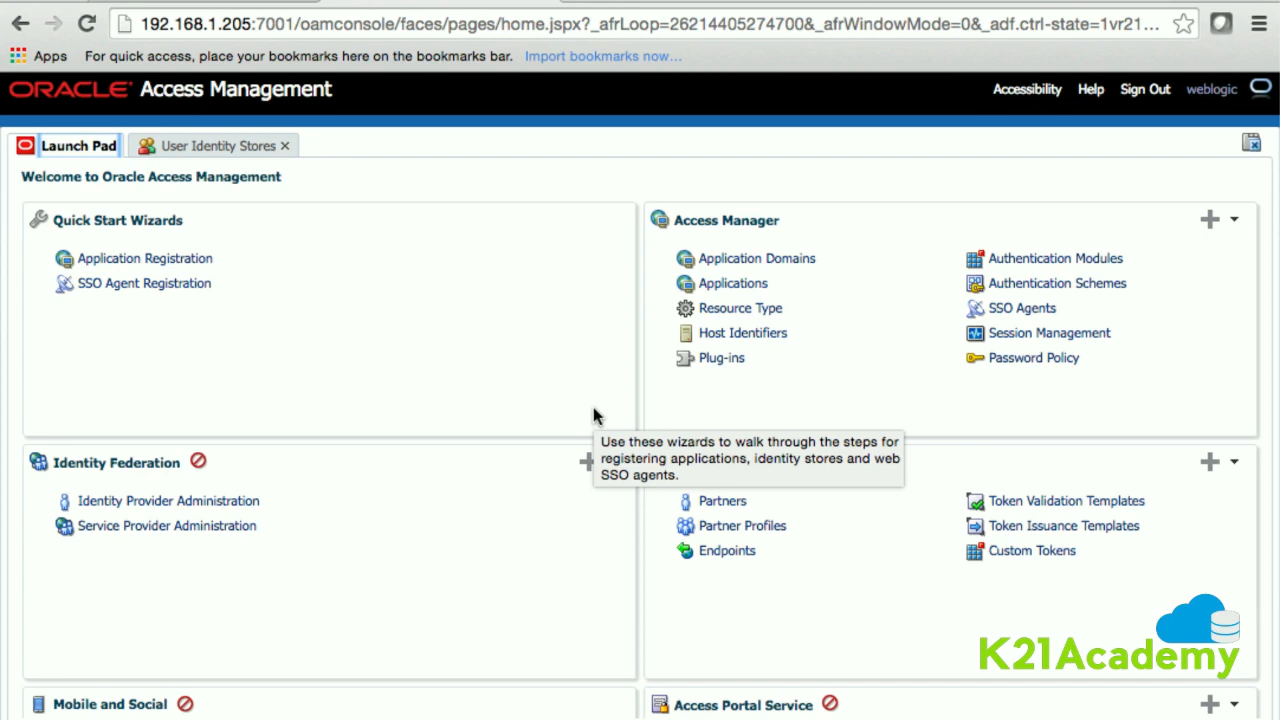 192.168.1.205:7001/oamconsole/faces/pages/home.jspx?_afrLoop=26214405274700&_afrWindowMode=0&_adf.ctrl-state=1vr21...
Apps For quick access, place your bookmarks here on the bookmarks bar. Import bookmarks now...
ORACLE Access Management
Accessibility Help Sign Out weblogic
Launch Pad User Identity Stores
Welcome to Oracle Access Management
Quick Start Wizards
Application Registration
SSO Agent Registration
Access Manager
Application Domains
Applications
Resource Type
Host Identifiers
Plug-ins
Authentication Modules
Authentication Schemes
SSO Agents
Session Management
Password Policy
Use these wizards to walk through the steps for
registering applications, identity stores and web
SSO agents.
Identity Federation
Identity Provider Administration
Service Provider Administration
Partners
Partner Profiles
Endpoints
Token Validation Templates
Token Issuance Templates
Custom Tokens
K21Academy
Mobile and Social
Access Portal Service